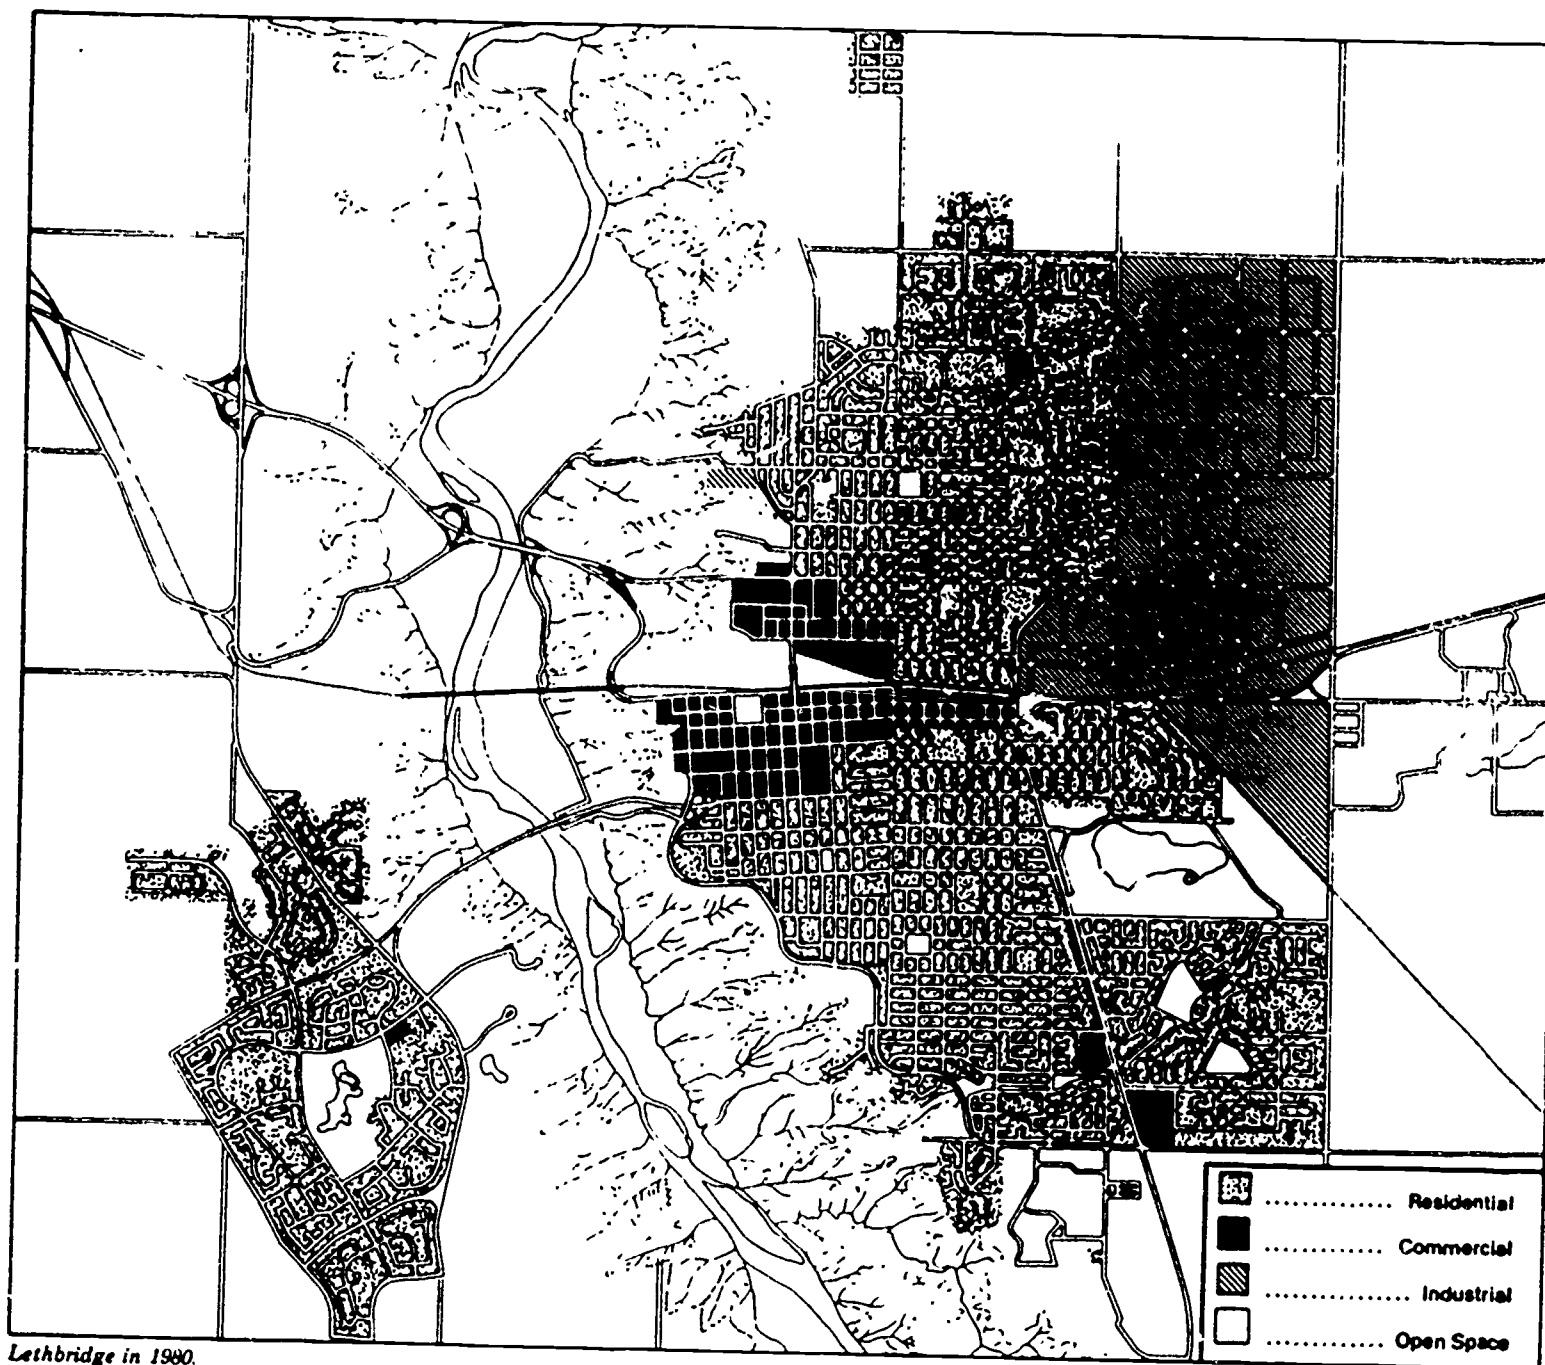 ............. Residential
............. Commercial
............... Industrial
............. Open Space
Lethbridge in 1980.